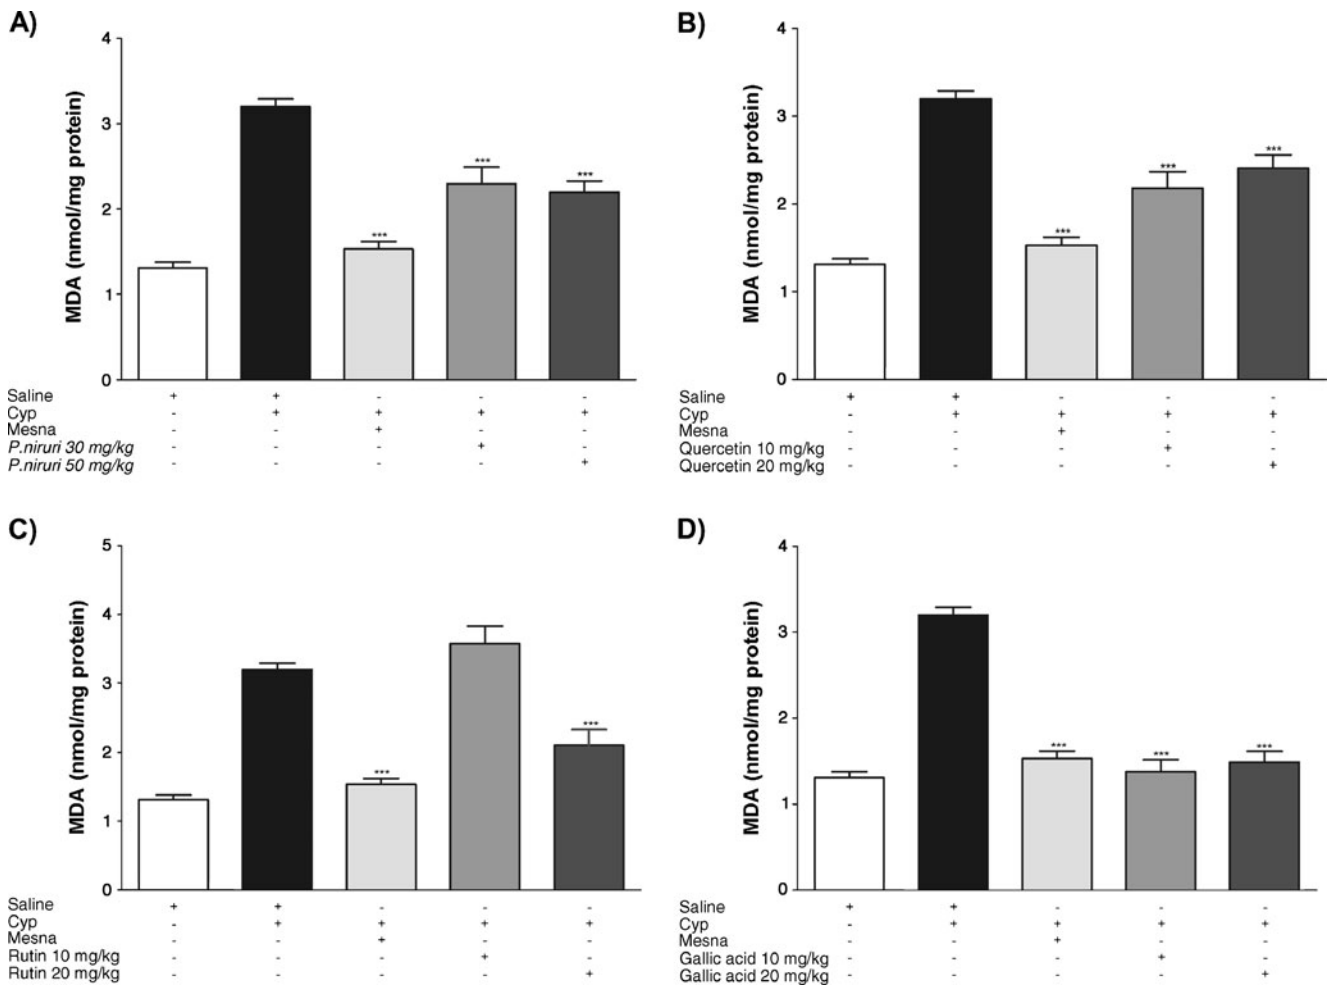 A)
MDA (nmol/mg protein)
4
3
2
1
0
***
***
***
Saline + + - - -
Cyp - + + + +
Mesna - - + - -
P.niruri 30 mg/kg - - - + -
P.niruri 50 mg/kg - - - - +
B)
MDA (nmol/mg protein)
4
3
2
1
0
***
***
***
Saline + + - - -
Cyp - + + + +
Mesna - - + - -
Quercetin 10 mg/kg - - - + -
Quercetin 20 mg/kg - - - - +
C)
MDA (nmol/mg protein)
5
4
3
2
1
0
***
***
Saline + + - - -
Cyp - + + + +
Mesna - - + - -
Rutin 10 mg/kg - - - + -
Rutin 20 mg/kg - - - - +
D)
MDA (nmol/mg protein)
4
3
2
1
0
***
***
***
Saline + + - - -
Cyp - + + + +
Mesna - - + - -
Gallic acid 10 mg/kg - - - + -
Gallic acid 20 mg/kg - - - - +